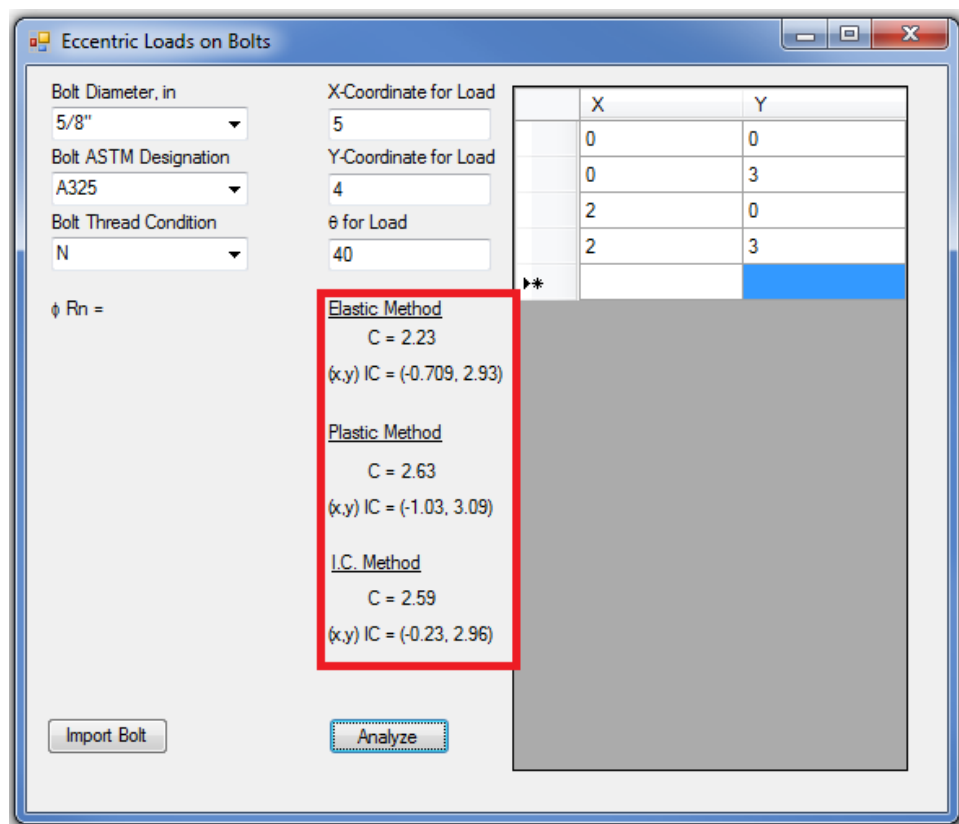 Eccentric Loads on Bolts
Bolt Diameter, in
5/8"
Bolt ASTM Designation
A325
Bolt Thread Condition
N
ϕ Rn =
X-Coordinate for Load
5
Y-Coordinate for Load
4
θ for Load
40
Elastic Method
C = 2.23
(x,y) IC = (-0.709, 2.93)
Plastic Method
C = 2.63
(x,y) IC = (-1.03, 3.09)
I.C. Method
C = 2.59
(x,y) IC = (-0.23, 2.96)
X Y
0 0
0 3
2 0
2 3
Import Bolt
Analyze